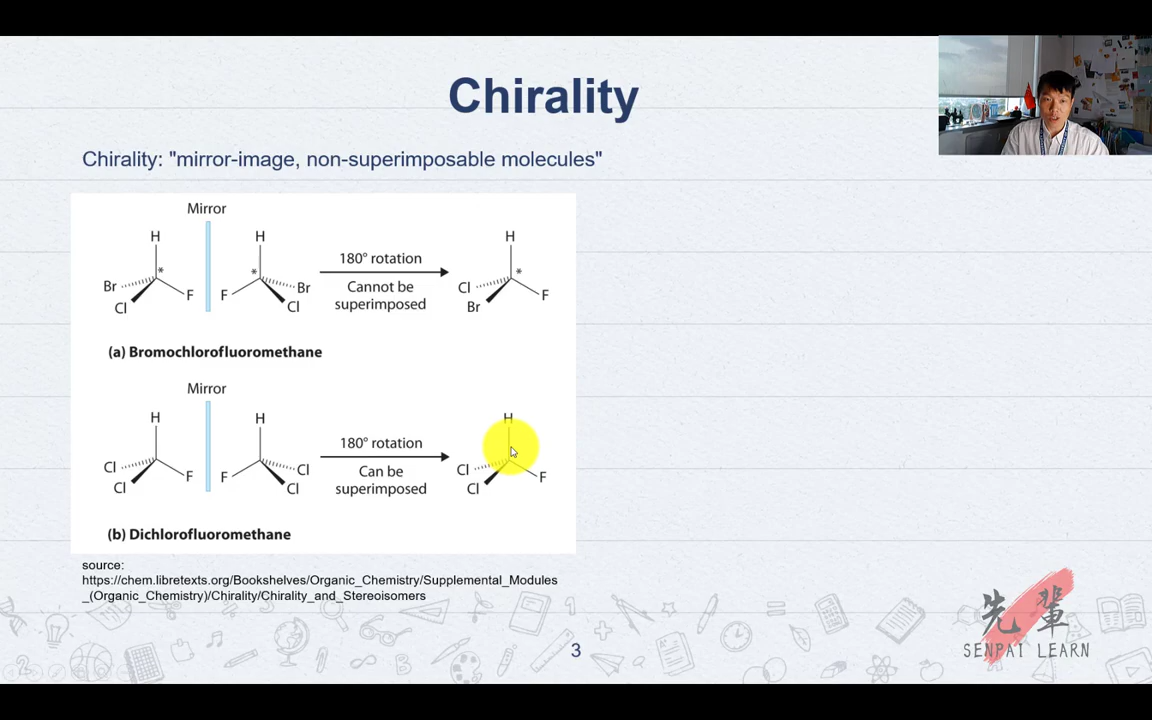 Chirality
Chirality: "mirror-image, non-superimposable molecules"
Mirror
H
H
H
180° rotation
*
*
*
Br
Cl
F
F
Br
Cl
Cannot be
superimposed
Cl
Br
F
(a) Bromochlorofluoromethane
Mirror
H
H
H
180° rotation
Cl
Cl
F
F
Cl
Cl
Can be
superimposed
Cl
Cl
F
(b) Dichlorofluoromethane
source:
https://chem.libretexts.org/Bookshelves/Organic_Chemistry/Supplemental_Modules
_(Organic_Chemistry)/Chirality/Chirality_and_Stereoisomers
3
先輩
SENPAI LEARN